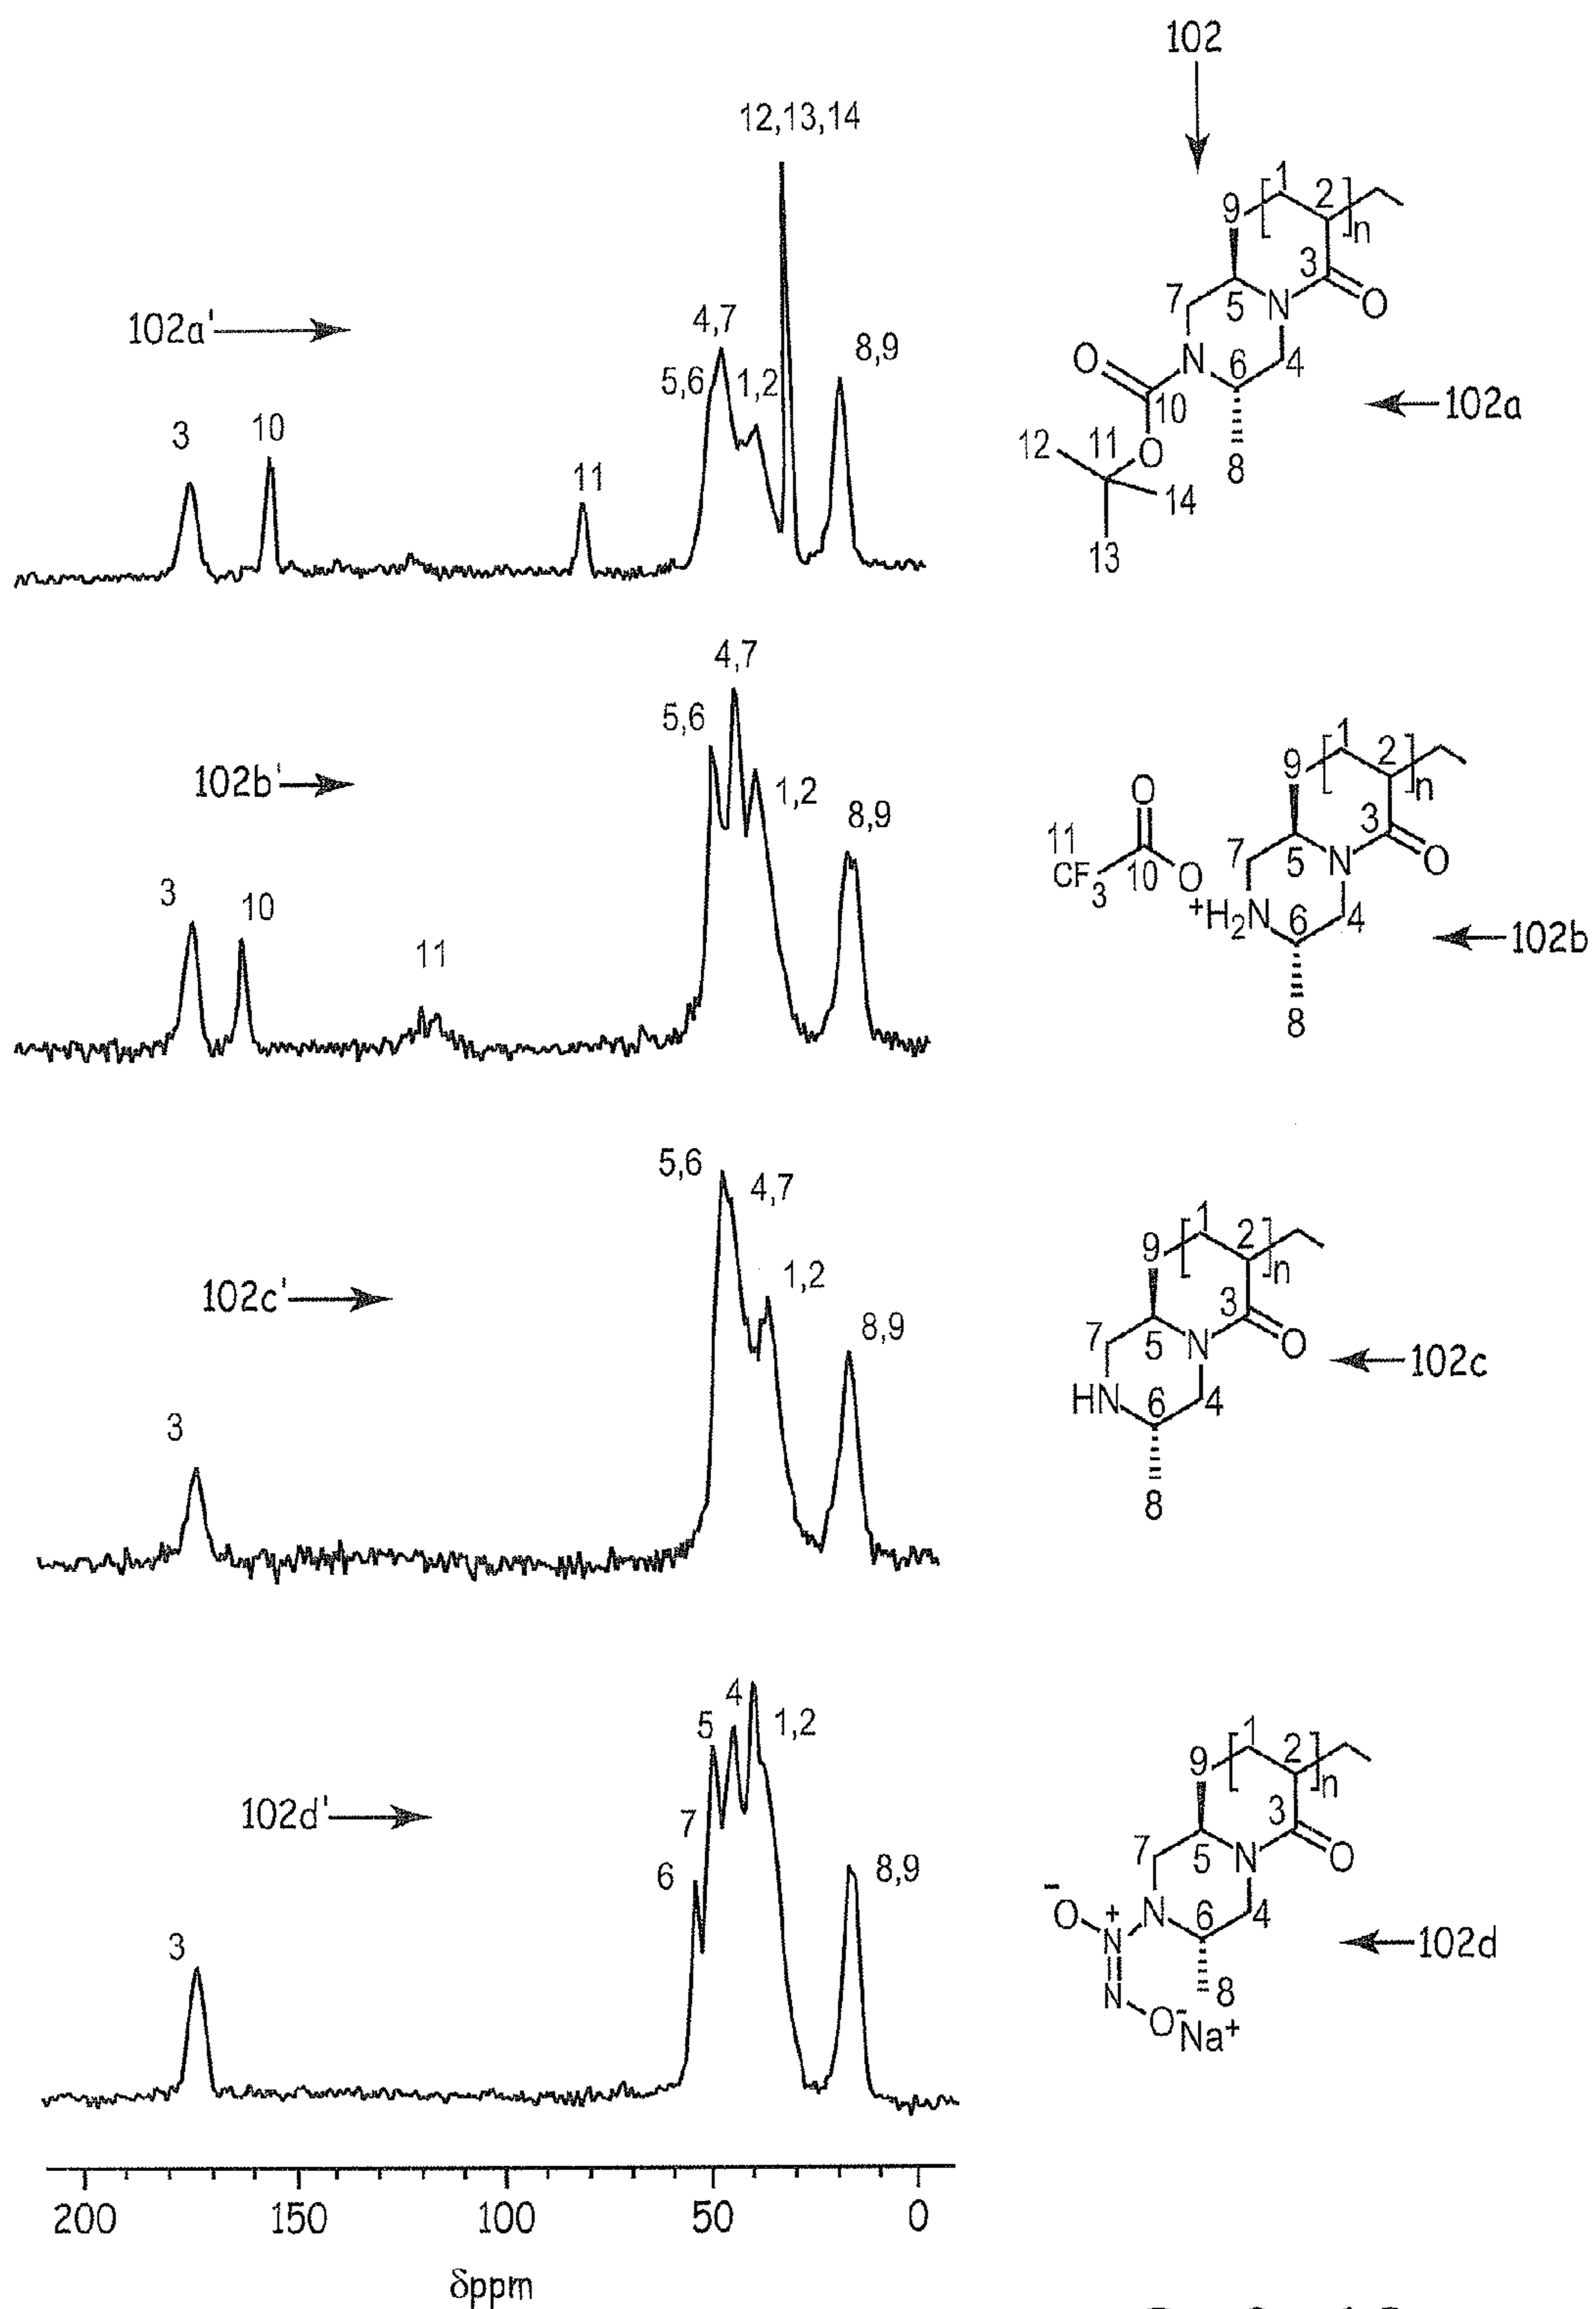 102
12,13,14
102a'
3
10
11
5,6
4,7
1,2
8,9
9
1
2
n
3
O
7
5
N
O
N
6
4
10
102a
12
11
O
14
8
13
102b'
3
10
11
5,6
4,7
1,2
8,9
O
11
CF3
10
O
9
1
2
n
3
O
7
5
N
+H2N
6
4
102b
8
102c'
3
5,6
4,7
1,2
8,9
9
1
2
n
3
O
7
5
N
HN
6
4
102c
8
102d'
3
6
7
5
4
1,2
8,9
9
1
2
n
3
O
7
5
N
-O
+
N
N
6
4
102d
N
8
O-Na+
200 150 100 50 0
δppm